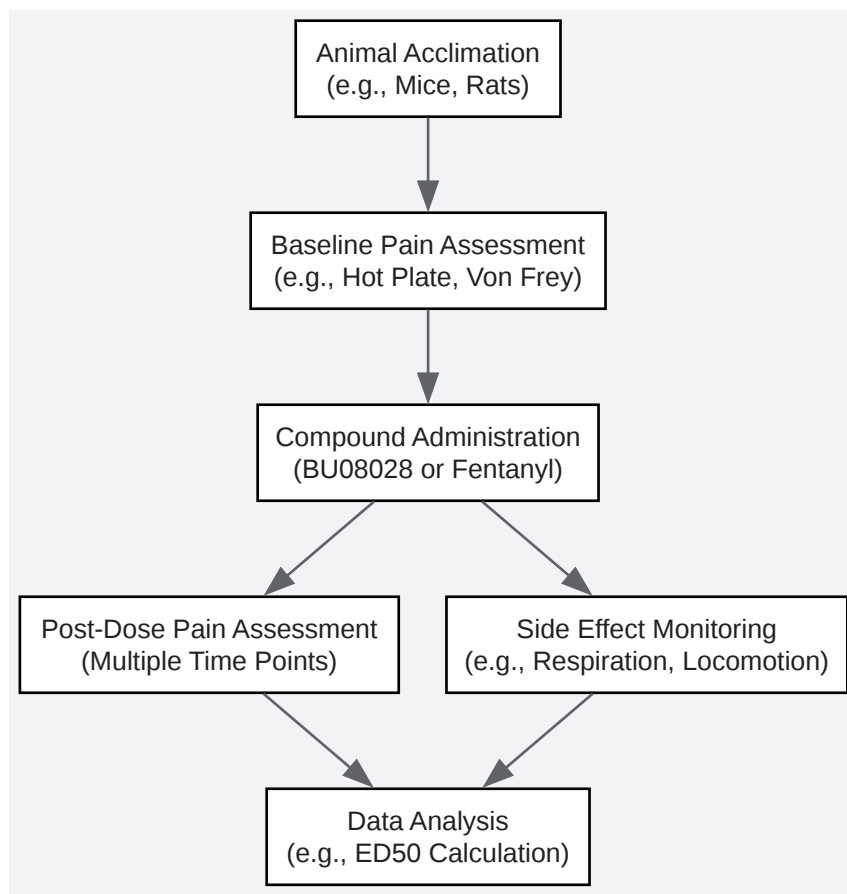 Animal Acclimation
(e.g., Mice, Rats)
Baseline Pain Assessment
(e.g., Hot Plate, Von Frey)
Compound Administration
(BU08028 or Fentanyl)
Post-Dose Pain Assessment
(Multiple Time Points)
Side Effect Monitoring
(e.g., Respiration, Locomotion)
Data Analysis
(e.g., ED50 Calculation)